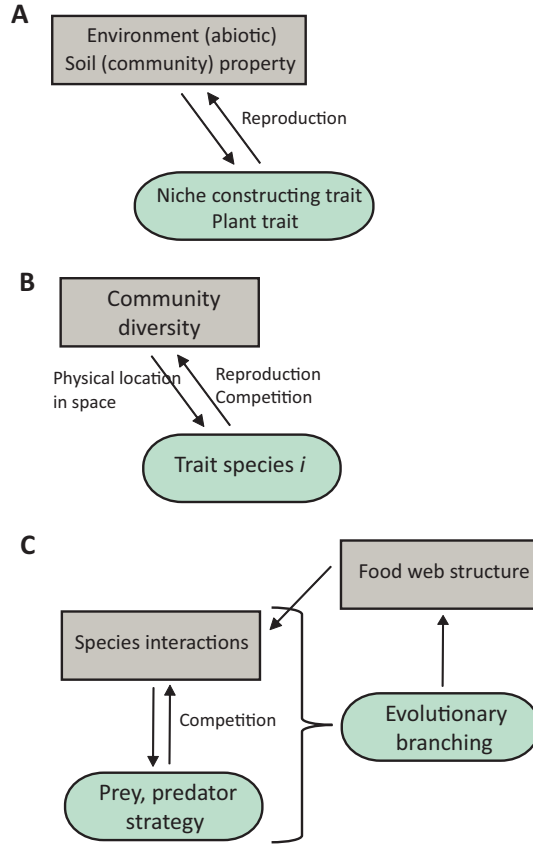 A
Environment (abiotic)
Soil (community) property
Reproduction
Niche constructing trait
Plant trait
B
Community
diversity
Physical location
in space
Reproduction
Competition
Trait species i
C
Food web structure
Species interactions
Competition
Evolutionary
branching
Prey, predator
strategy